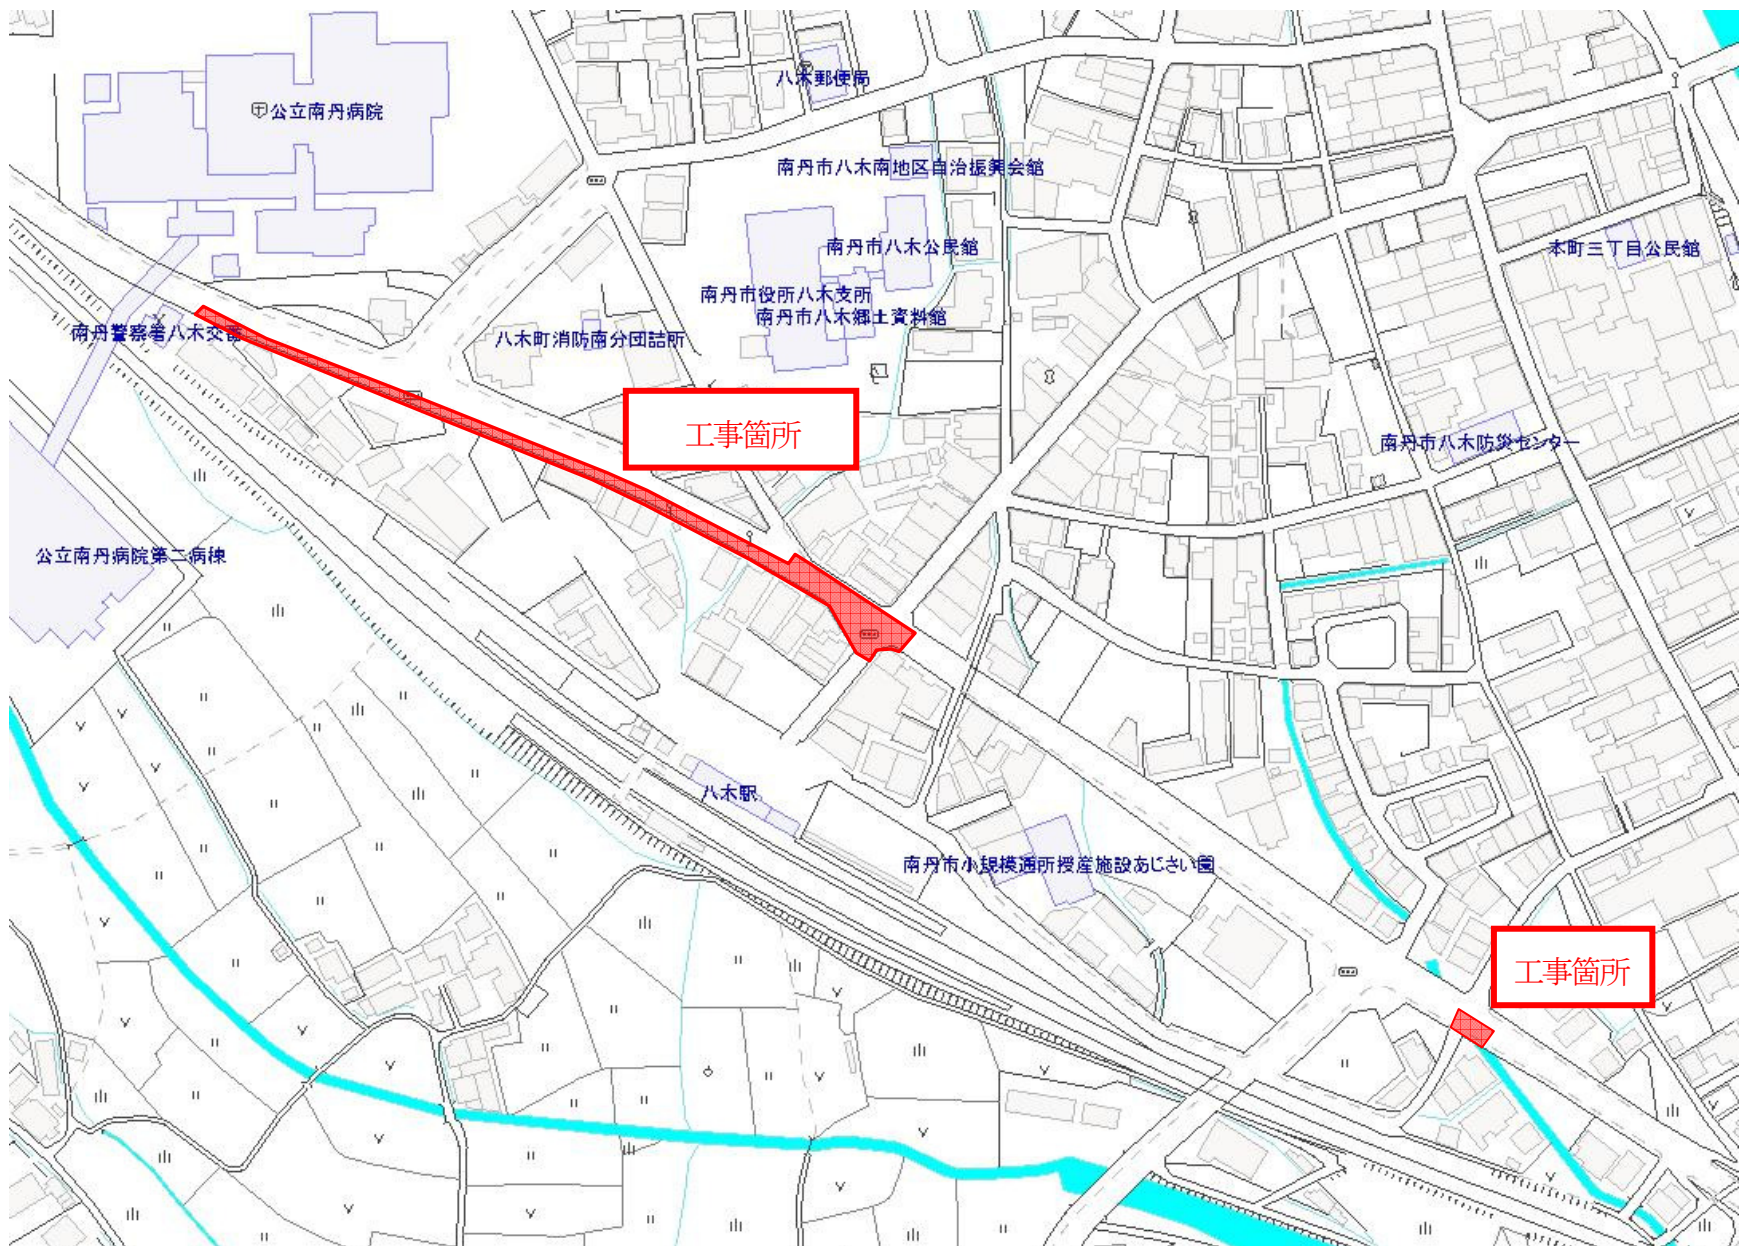 八木郵便局
公立南丹病院
南丹市八木南地区自治振興会館
南丹市八木公民館
本町三丁目公民館
南丹市役所八木支所
南丹市八木郷土資料館
南丹警察署八木交番
八木町消防南分団詰所
工事箇所
南丹市八木防災センター
公立南丹病院第二病棟
八木駅
南丹市小規模通所授産施設あじさい園
工事箇所